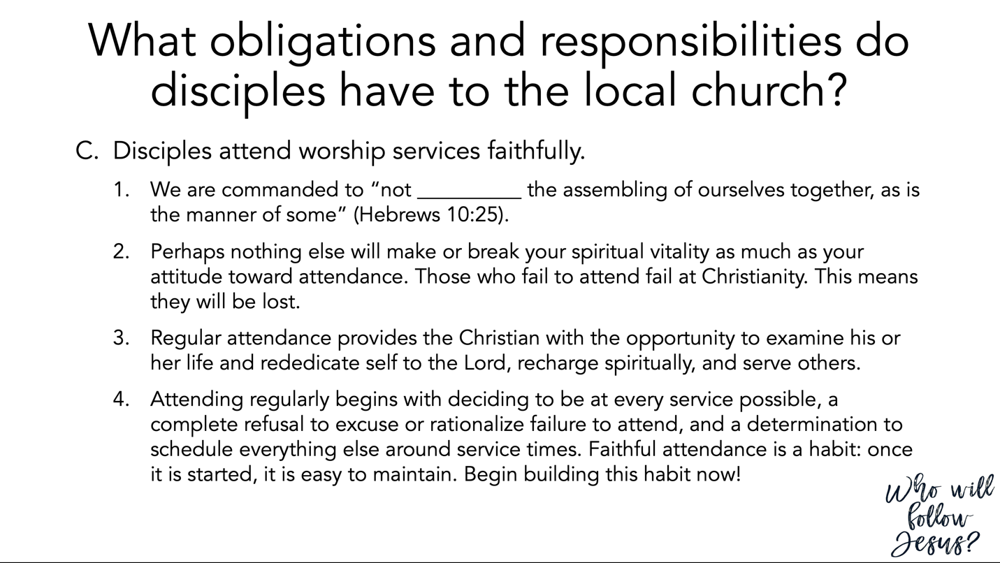 What obligations and responsibilities do
disciples have to the local church?
C. Disciples attend worship services faithfully.
1. We are commanded to “not __________ the assembling of ourselves together, as is
the manner of some” (Hebrews 10:25).
2. Perhaps nothing else will make or break your spiritual vitality as much as your
attitude toward attendance. Those who fail to attend fail at Christianity. This means
they will be lost.
3. Regular attendance provides the Christian with the opportunity to examine his or
her life and rededicate self to the Lord, recharge spiritually, and serve others.
4. Attending regularly begins with deciding to be at every service possible, a
complete refusal to excuse or rationalize failure to attend, and a determination to
schedule everything else around service times. Faithful attendance is a habit: once
it is started, it is easy to maintain. Begin building this habit now!
Who will
follow
Jesus?